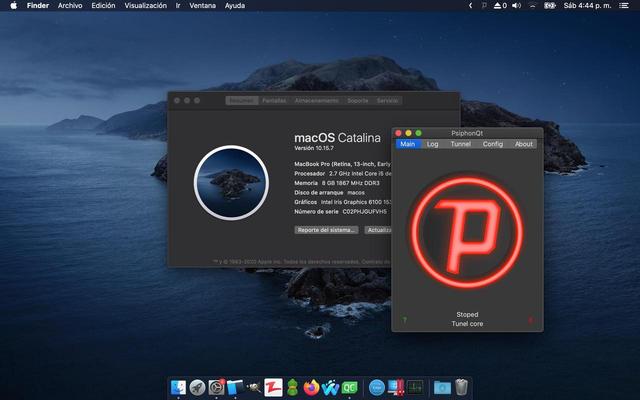 Finder Archivo Edición Visualización Ir Ventana Ayuda
0
Sáb 4:44 p. m.
Resumen Pantallas Almacenamiento Soporte Servicio
macOS Catalina
Versión 10.15.7
MacBook Pro (Retina, 13-inch, Early
Procesador 2.7 GHz Intel Core i5 de
Memoria 8 GB 1867 MHz DDR3
Disco de arranque macos
Gráficos Intel Iris Graphics 6100 153
Número de serie C02PHJGUFVH5
Reporte del sistema... Actualiza
™ y © 1983-2020 Apple Inc. Todos los derechos reservados. Contrato de
PsiphonQt
Main Log Tunnel Config About
P
Stoped
? Tunel core
QC